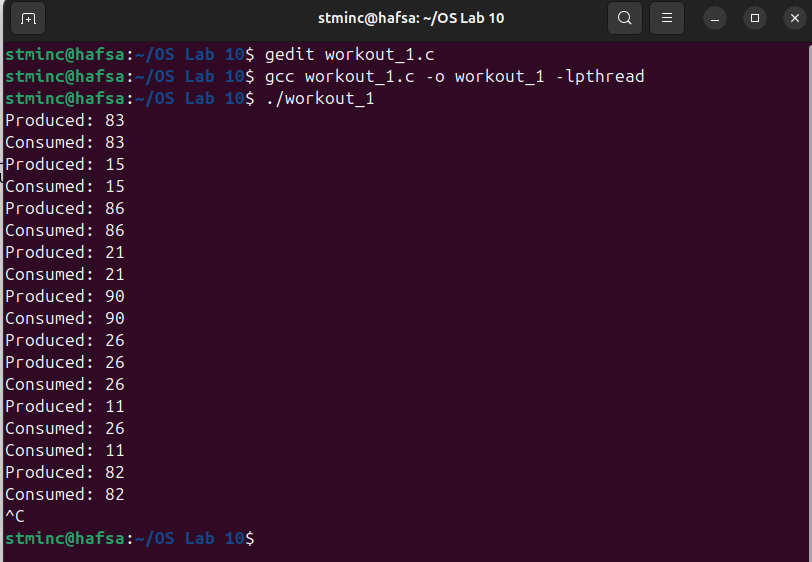 stminc@hafsa: ~/OS Lab 10
stminc@hafsa:~/OS Lab 10$ gedit workout_1.c
stminc@hafsa:~/OS Lab 10$ gcc workout_1.c -o workout_1 -lpthread
stminc@hafsa:~/OS Lab 10$ ./workout_1
Produced: 83
Consumed: 83
Produced: 15
Consumed: 15
Produced: 86
Consumed: 86
Produced: 21
Consumed: 21
Produced: 90
Consumed: 90
Produced: 26
Produced: 26
Consumed: 26
Produced: 11
Consumed: 26
Consumed: 11
Produced: 82
Consumed: 82
^C
stminc@hafsa:~/OS Lab 10$